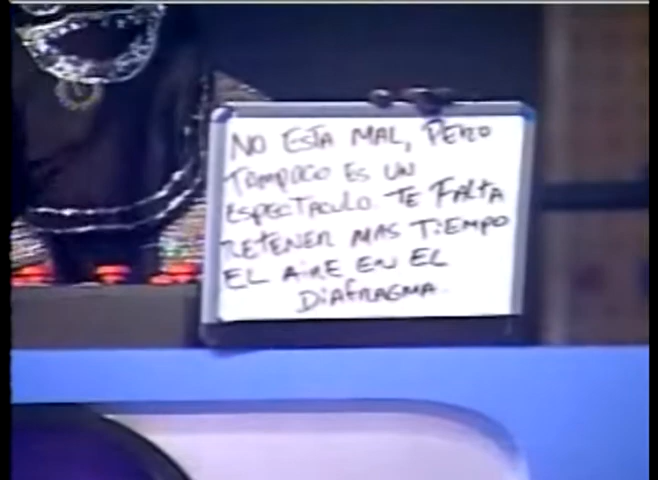 NO ESTA MAL, PERO
TAMPOCO ES UN
ESPECTACULO. TE FALTA
RETENER MAS TIEMPO
EL AIRE EN EL
DIAFRAGMA.